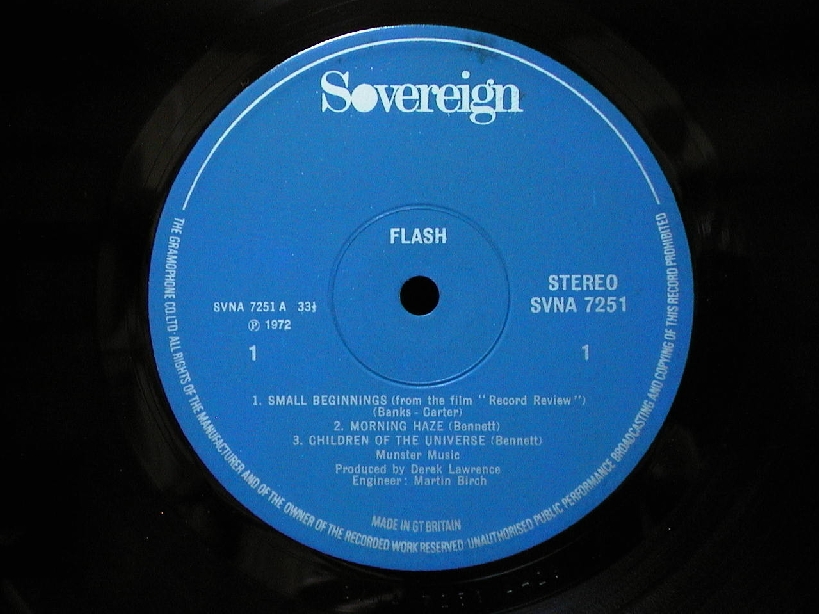 Sovereign
FLASH
STEREO
SVNA 7251
SVNA 7251 A 33⅓
Ⓟ 1972
1
1
1. SMALL BEGINNINGS (from the film "Record Review")
(Banks - Carter)
2. MORNING HAZE (Bennett)
3. CHILDREN OF THE UNIVERSE (Bennett)
Munster Music
Produced by Derek Lawrence
Engineer: Martin Birch
MADE IN GT BRITAIN
THE GRAMOPHONE CO. LTD · ALL RIGHTS OF THE MANUFACTURER AND OF THE OWNER OF THE RECORDED WORK RESERVED · UNAUTHORISED PUBLIC PERFORMANCE BROADCASTING AND COPYING OF THIS RECORD PROHIBITED